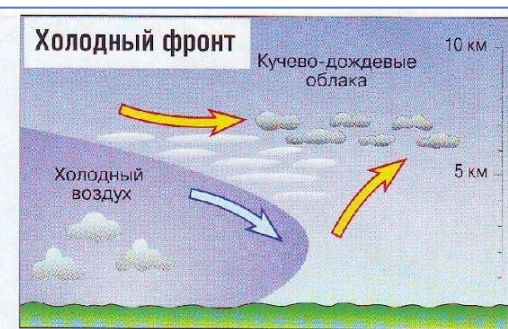 Холодный фронт
10 км
Кучево-дождевые
облака
Холодный
воздух
5 км